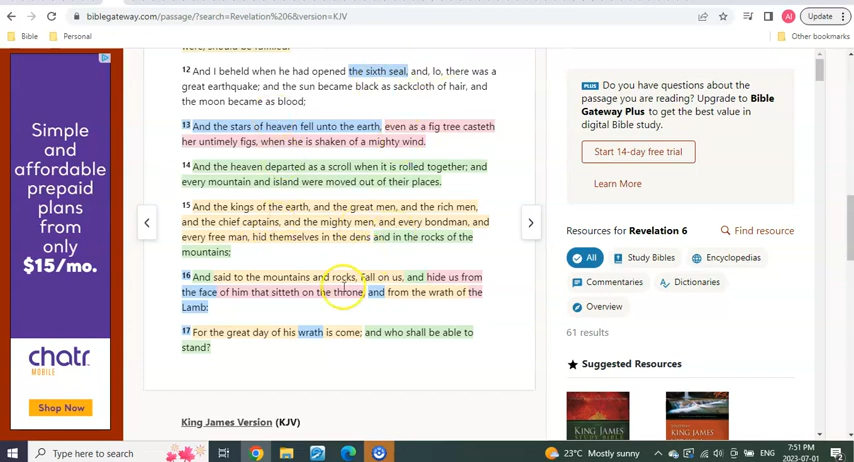 biblegateway.com/passage/?search=Revelation%206&version=KJV
AI
Update
Bible
Personal
Other bookmarks
were, should be fulfilled.
12 And I beheld when he had opened the sixth seal, and, lo, there was a
great earthquake; and the sun became black as sackcloth of hair, and
the moon became as blood;
13 And the stars of heaven fell unto the earth, even as a fig tree casteth
her untimely figs, when she is shaken of a mighty wind.
14 And the heaven departed as a scroll when it is rolled together; and
every mountain and island were moved out of their places.
15 And the kings of the earth, and the great men, and the rich men,
and the chief captains, and the mighty men, and every bondman, and
every free man, hid themselves in the dens and in the rocks of the
mountains;
16 And said to the mountains and rocks, Fall on us, and hide us from
the face of him that sitteth on the throne, and from the wrath of the
Lamb:
17 For the great day of his wrath is come; and who shall be able to
stand?
King James Version (KJV)
Simple
and
affordable
prepaid
plans
from
only
$15/mo.
chatr
MOBILE
Shop Now
PLUS Do you have questions about the
passage you are reading? Upgrade to Bible
Gateway Plus to get the best value in
digital Bible study.
Start 14-day free trial
Learn More
Resources for Revelation 6
Find resource
All
Study Bibles
Encyclopedias
Commentaries
Dictionaries
Overview
61 results
Suggested Resources
KING JAMES
STUDY BIBLE
KING JAMES
Type here to search
23°C Mostly sunny
ENG
7:51 PM
2023-07-01
2